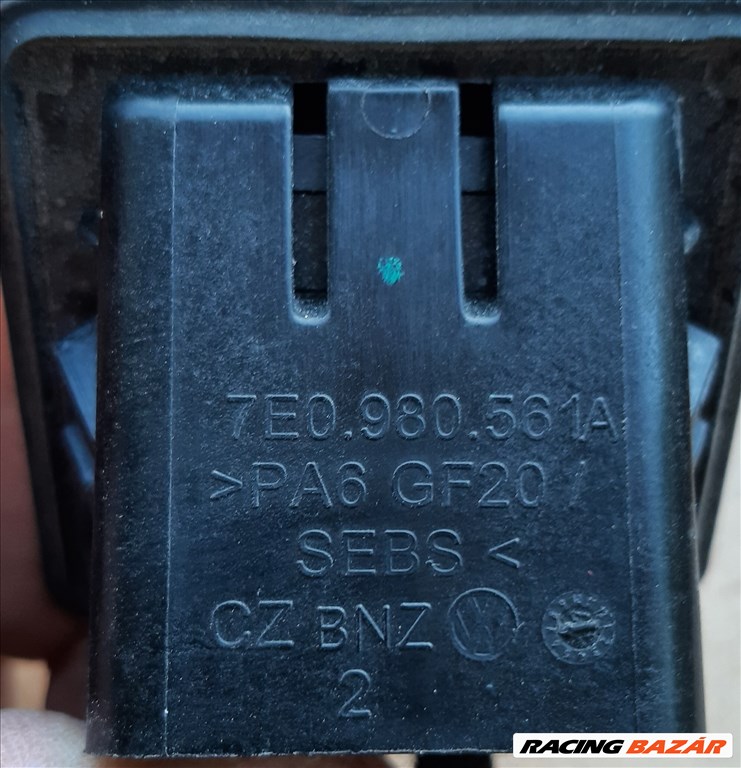 7E0.980.561A
>PA6 GF20 /
SEBS <
CZ BNZ
2
RACING BAZÁR